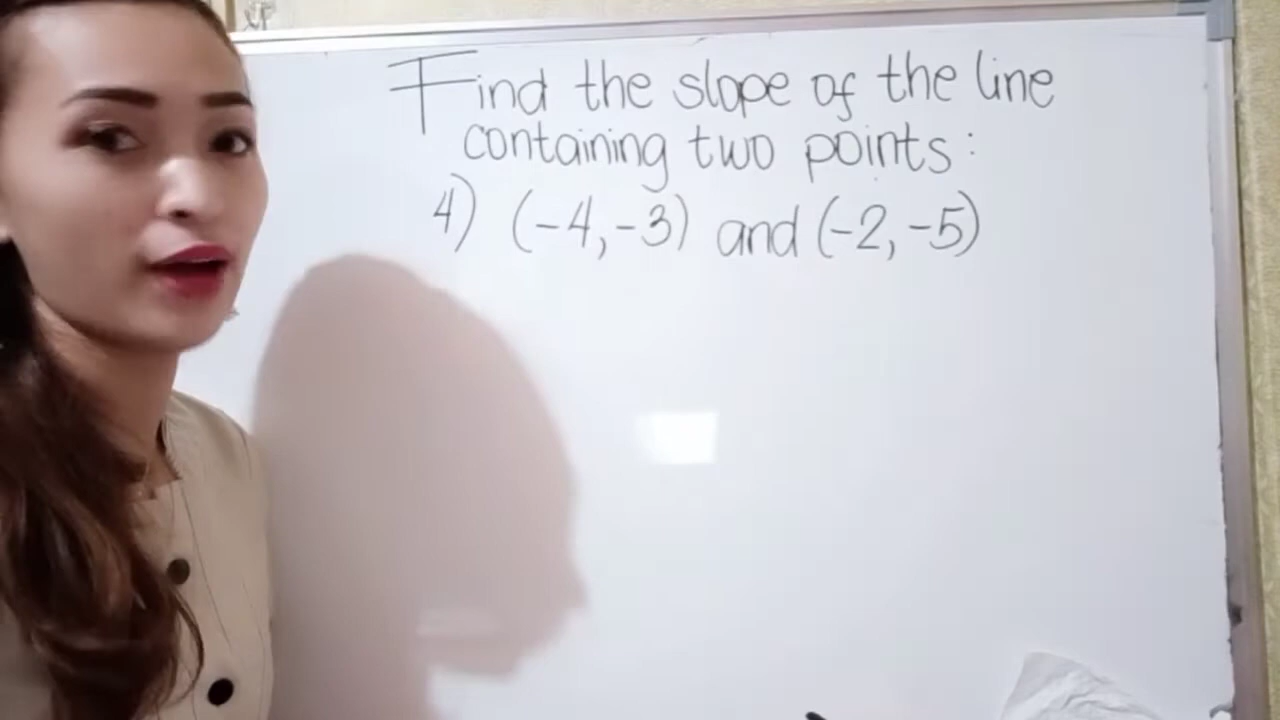 Find the slope of the line
containing two points:
4) (-4,-3) and (-2,-5)